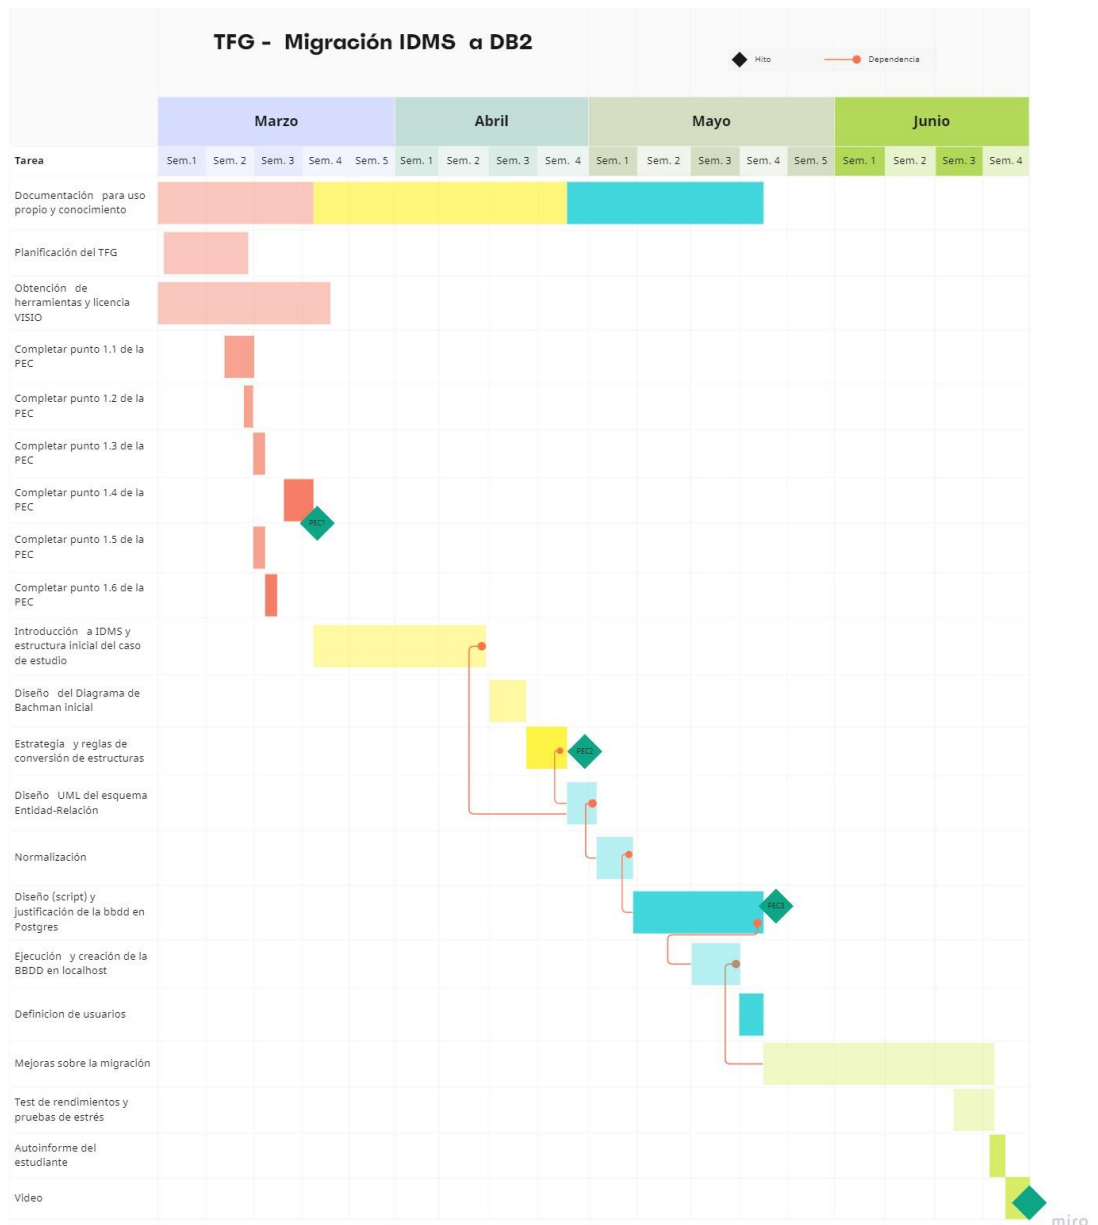 TFG - Migración IDMS a DB2
Hito
Dependencia
Marzo
Abril
Mayo
Junio
Tarea
Sem.1
Sem. 2
Sem. 3
Sem. 4
Sem. 5
Sem. 1
Sem. 2
Sem. 3
Sem. 4
Sem. 1
Sem. 2
Sem. 3
Sem. 4
Sem. 5
Sem. 1
Sem. 2
Sem. 3
Sem. 4
Documentación para uso
propio y conocimiento
Planificación del TFG
Obtención de
herramientas y licencia
VISIO
Completar punto 1.1 de la
PEC
Completar punto 1.2 de la
PEC
Completar punto 1.3 de la
PEC
Completar punto 1.4 de la
PEC
PEC1
Completar punto 1.5 de la
PEC
Completar punto 1.6 de la
PEC
Introducción a IDMS y
estructura inicial del caso
de estudio
Diseño del Diagrama de
Bachman inicial
Estrategía y reglas de
conversión de estructuras
PEC2
Diseño UML del esquema
Entidad-Relación
Normalización
Diseño (script) y
justificación de la bbdd en
Postgres
PEC3
Ejecución y creación de la
BBDD en localhost
Definicion de usuarios
Mejoras sobre la migración
Test de rendimientos y
pruebas de estrés
Autoinforme del
estudiante
Video
miro